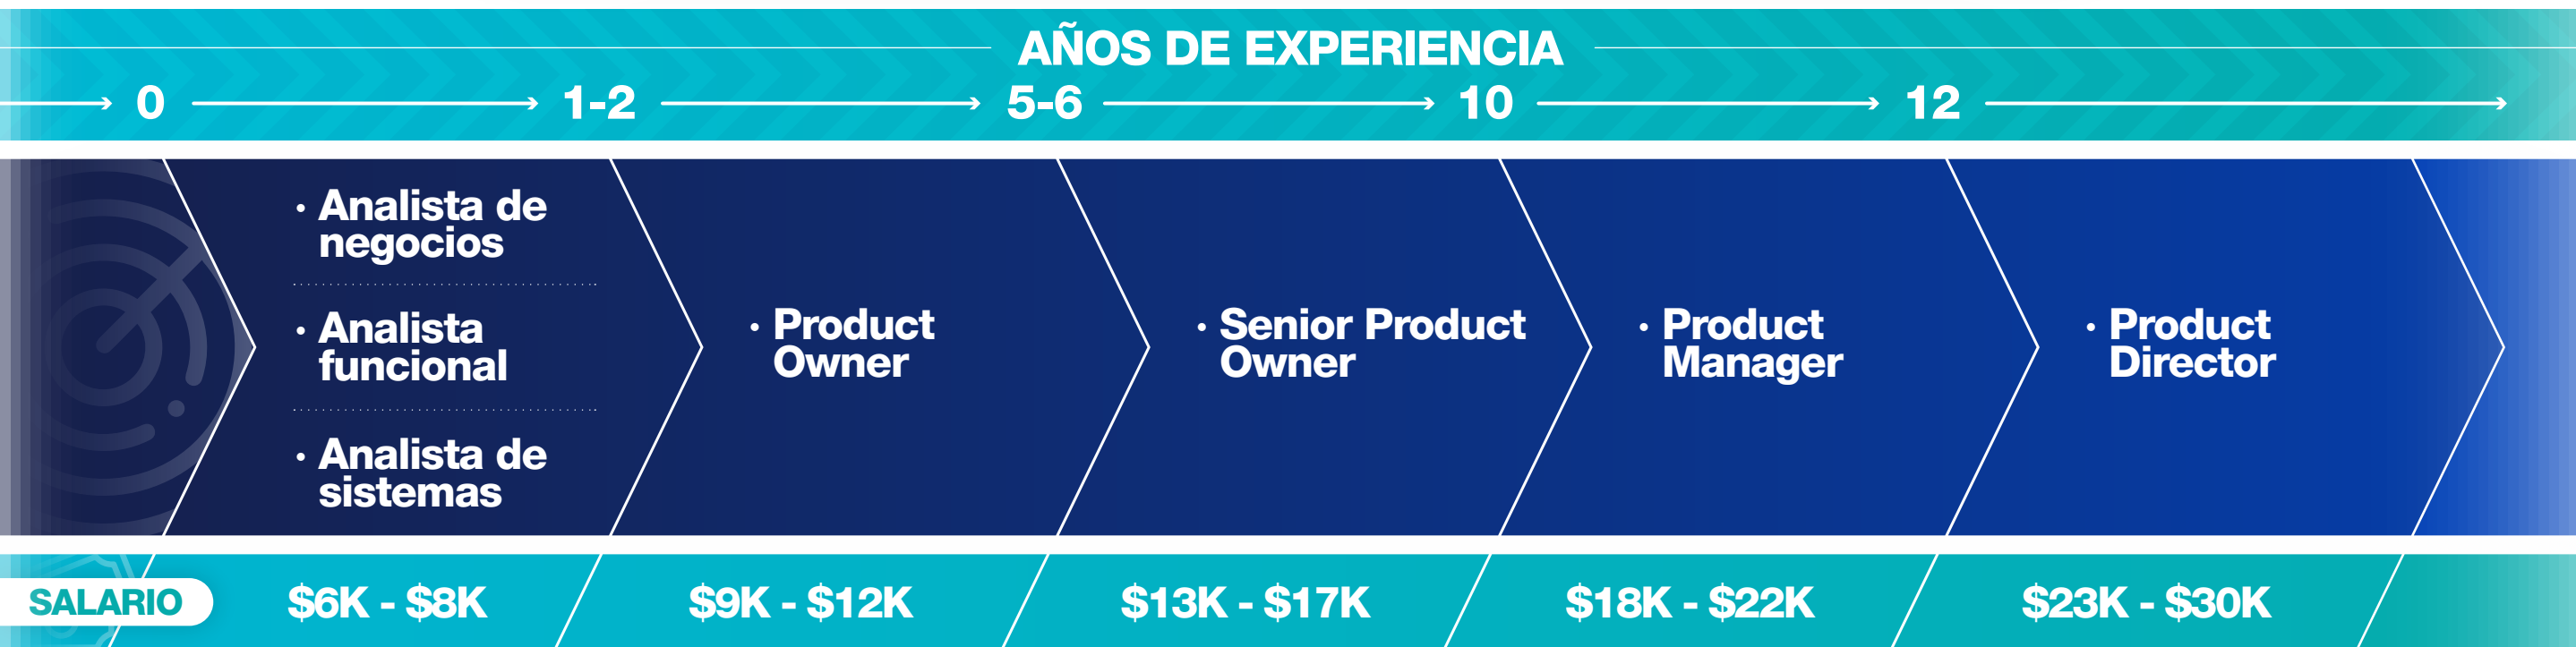 AÑOS DE EXPERIENCIA
0 1-2 5-6 10 12
· Analista de
negocios
· Analista
funcional
· Analista de
sistemas
· Product
Owner
· Senior Product
Owner
· Product
Manager
· Product
Director
SALARIO $6K - $8K $9K - $12K $13K - $17K $18K - $22K $23K - $30K